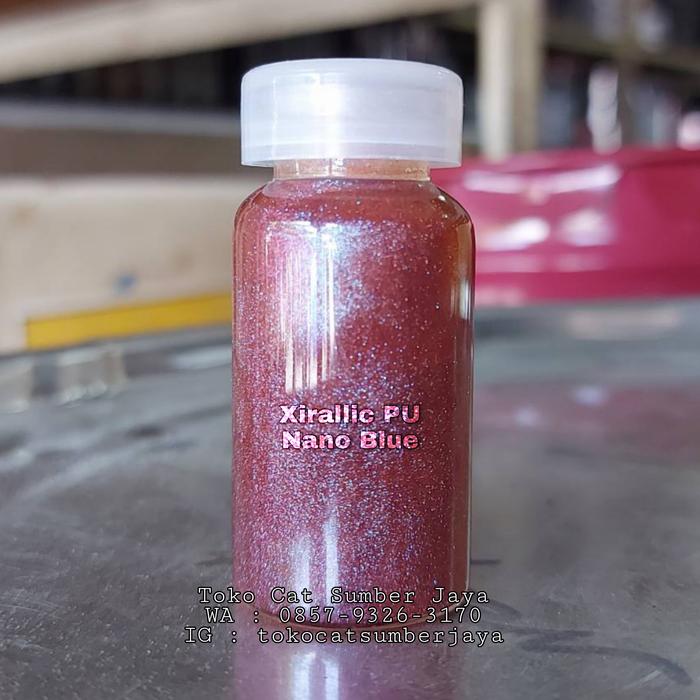 Xirallic PU
Nano Blue
Toko Cat Sumber Jaya
WA : 0857-9326-3170
IG : tokocatsumberjaya